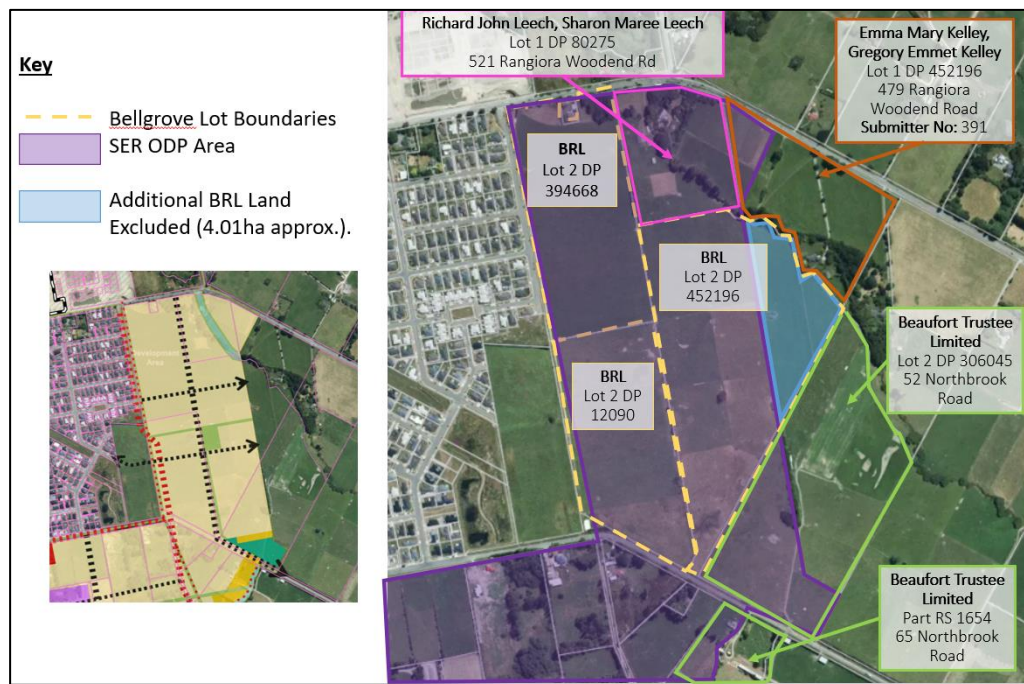 Key
Bellgrove Lot Boundaries
SER ODP Area
Additional BRL Land
Excluded (4.01ha approx.).
Development
Area
Richard John Leech, Sharon Maree Leech
Lot 1 DP 80275
521 Rangiora Woodend Rd
Emma Mary Kelley,
Gregory Emmet Kelley
Lot 1 DP 452196
479 Rangiora
Woodend Road
Submitter No: 391
BRL
Lot 2 DP
394668
BRL
Lot 2 DP
452196
BRL
Lot 2 DP
12090
Beaufort Trustee
Limited
Lot 2 DP 306045
52 Northbrook
Road
Beaufort Trustee
Limited
Part RS 1654
65 Northbrook
Road